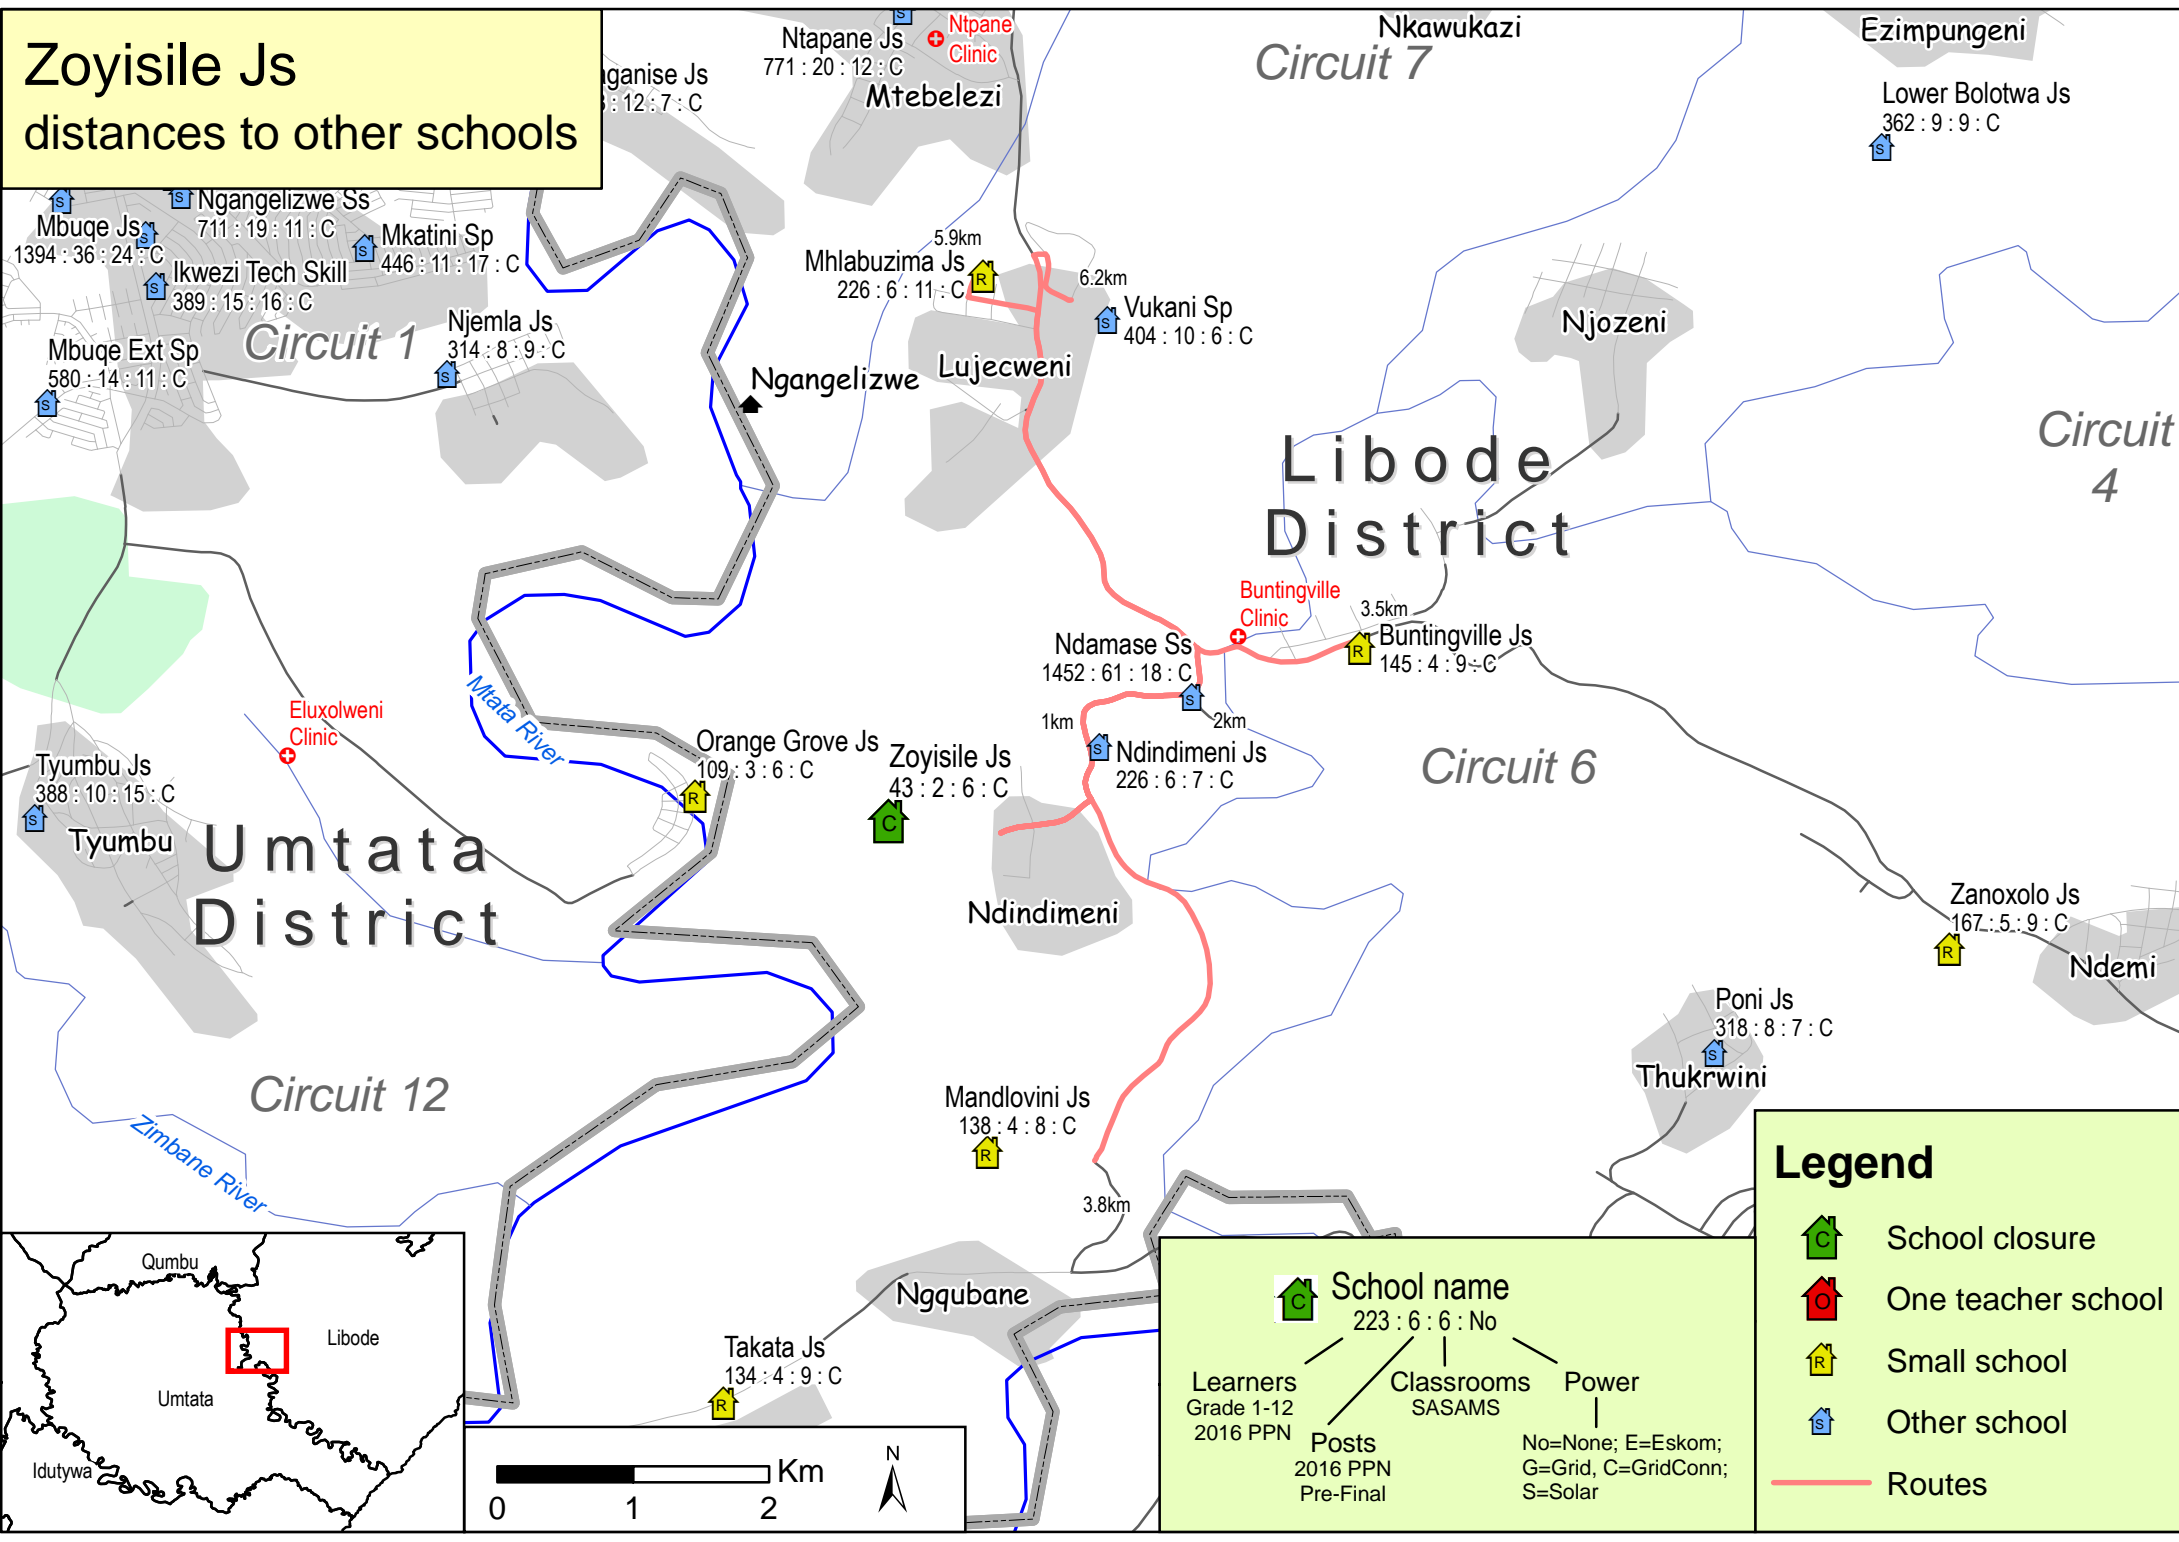 Zoyisile Js
distances to other schools
Ntapane Js
771 : 20 : 12 : C
Ntpane
Clinic
Mtebelezi
aganise Js
: 12 : 7 : C
Circuit 7
Nkawukazi
Ezimpungeni
Lower Bolotwa Js
362 : 9 : 9 : C
Ngangelizwe Ss
711 : 19 : 11 : C
Mbuqe Js
1394 : 36 : 24 : C
Mkatini Sp
446 : 11 : 17 : C
Ikwezi Tech Skill
389 : 15 : 16 : C
Circuit 1
Njemla Js
314 : 8 : 9 : C
Mbuqe Ext Sp
580 : 14 : 11 : C
5.9km
Mhlabuzima Js
226 : 6 : 11 : C
6.2km
Vukani Sp
404 : 10 : 6 : C
Njozeni
Lujecweni
Ngangelizwe
Circuit
4
Libode
District
Buntingville
Clinic
3.5km
Buntingville Js
145 : 4 : 9 : C
Ndamase Ss
1452 : 61 : 18 : C
2km
1km
Ndindimeni Js
226 : 6 : 7 : C
Mtata River
Eluxolweni
Clinic
Orange Grove Js
109 : 3 : 6 : C
Zoyisile Js
43 : 2 : 6 : C
Circuit 6
Tyumbu Js
388 : 10 : 15 : C
Tyumbu
Umtata
District
Ndindimeni
Zanoxolo Js
167 : 5 : 9 : C
Ndemi
Poni Js
318 : 8 : 7 : C
Thukrwini
Circuit 12
Zimbane River
Mandlovini Js
138 : 4 : 8 : C
3.8km
Ngqubane
Takata Js
134 : 4 : 9 : C
Qumbu
Libode
Umtata
Idutywa
Km
0 1 2
N
School name
223 : 6 : 6 : No
Learners
Grade 1-12
2016 PPN
Posts
2016 PPN
Pre-Final
Classrooms
SASAMS
Power
No=None; E=Eskom;
G=Grid, C=GridConn;
S=Solar
Legend
C School closure
O One teacher school
R Small school
S Other school
Routes